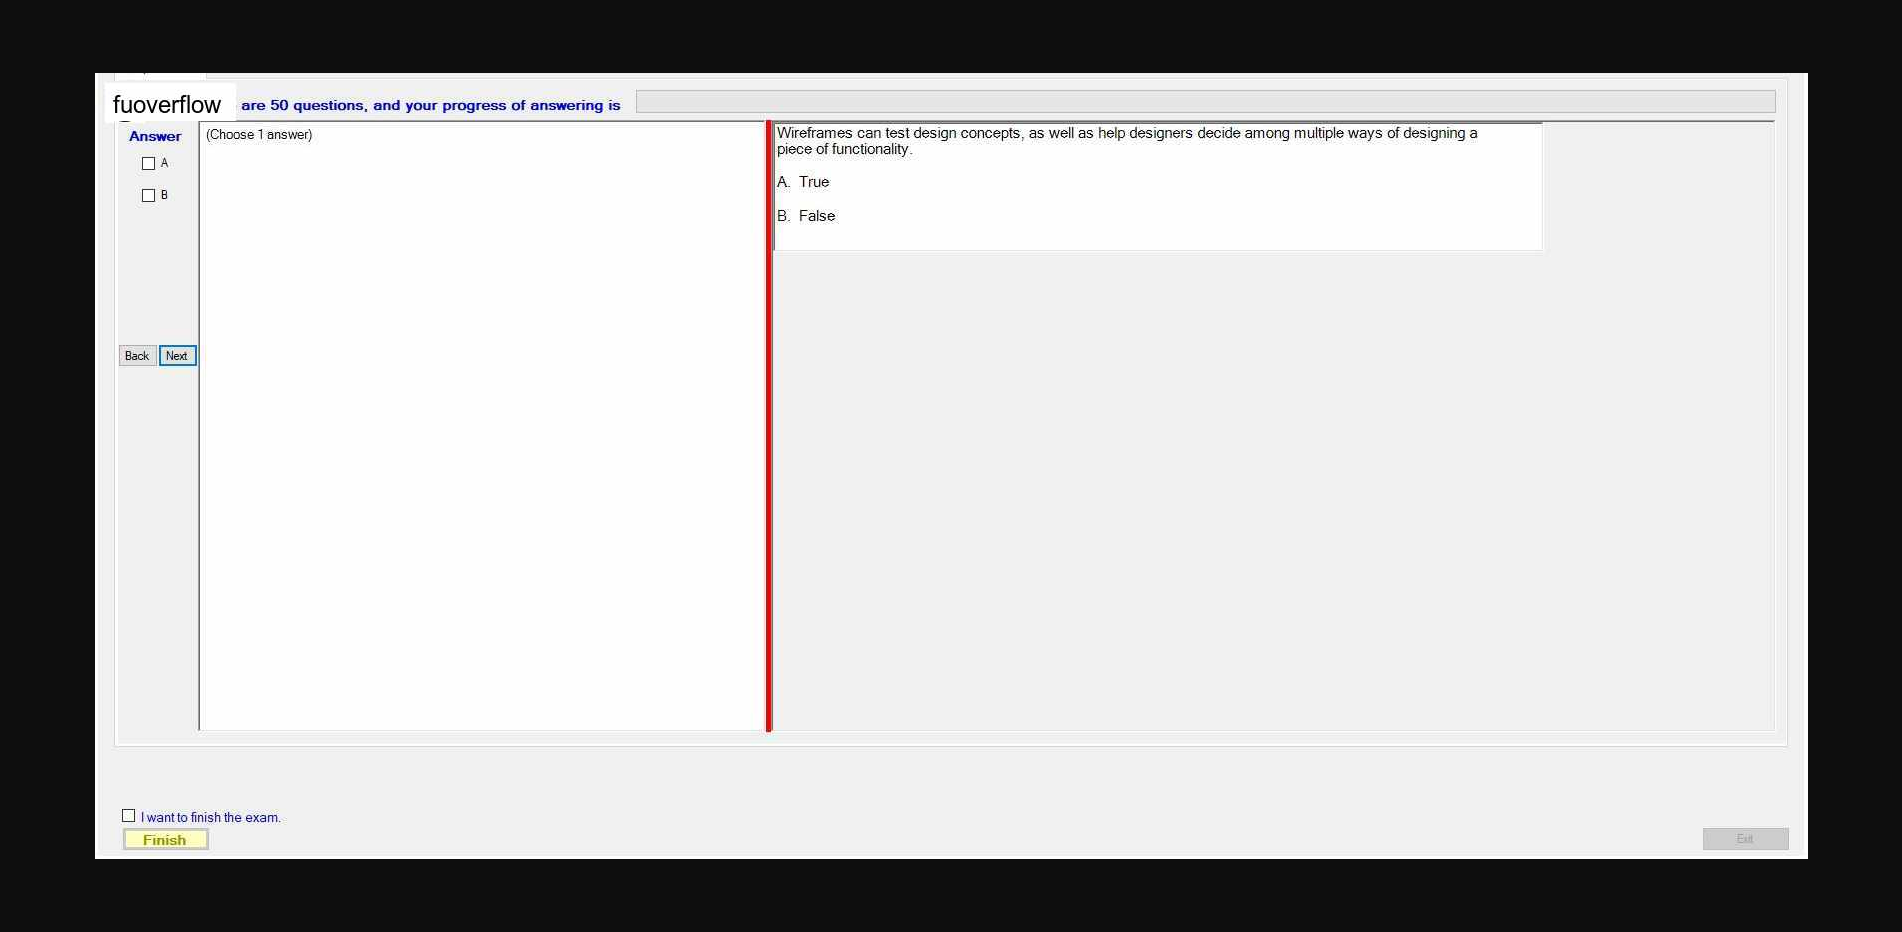 fuoverflow are 50 questions, and your progress of answering is
Answer
(Choose 1 answer)
A
B
Back Next
Wireframes can test design concepts, as well as help designers decide among multiple ways of designing a
piece of functionality.
A. True
B. False
I want to finish the exam.
Finish
Exit